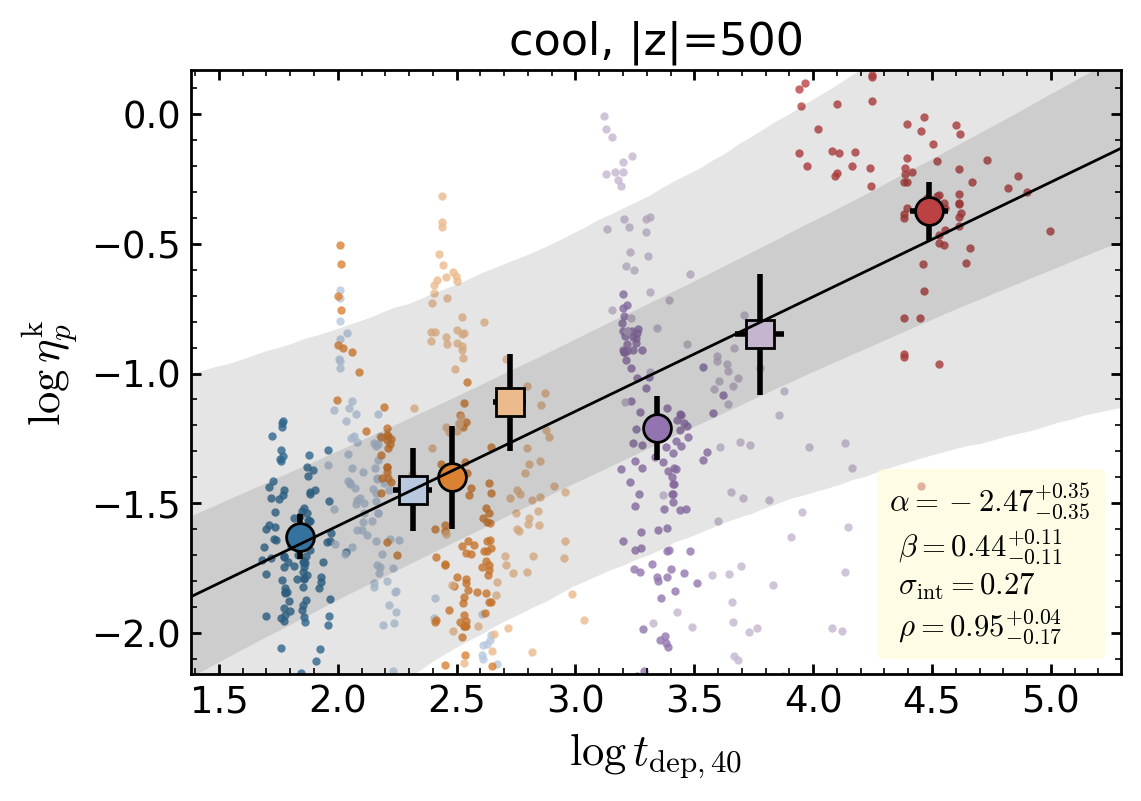 cool, |z|=500
log η_p^k
0.0
−0.5
−1.0
−1.5
−2.0
α = −2.47^{+0.35}_{−0.35}
β = 0.44^{+0.11}_{−0.11}
σ_int = 0.27
ρ = 0.95^{+0.04}_{−0.17}
1.5 2.0 2.5 3.0 3.5 4.0 4.5 5.0
log t_{dep, 40}